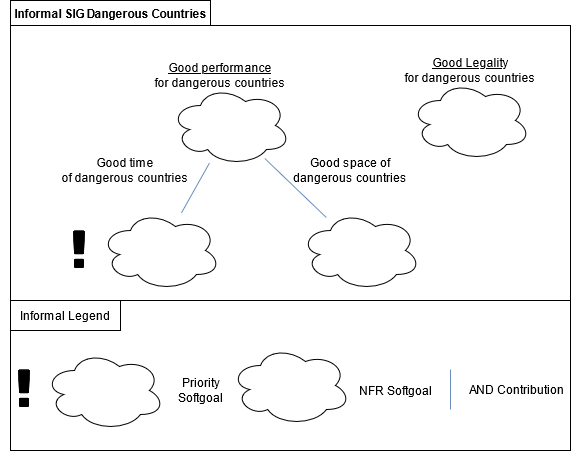 Informal SIG Dangerous Countries
Good performance
for dangerous countries
Good Legality
for dangerous countries
Good time
of dangerous countries
Good space of
dangerous countries
!
Informal Legend
!
Priority
Softgoal
NFR Softgoal
AND Contribution